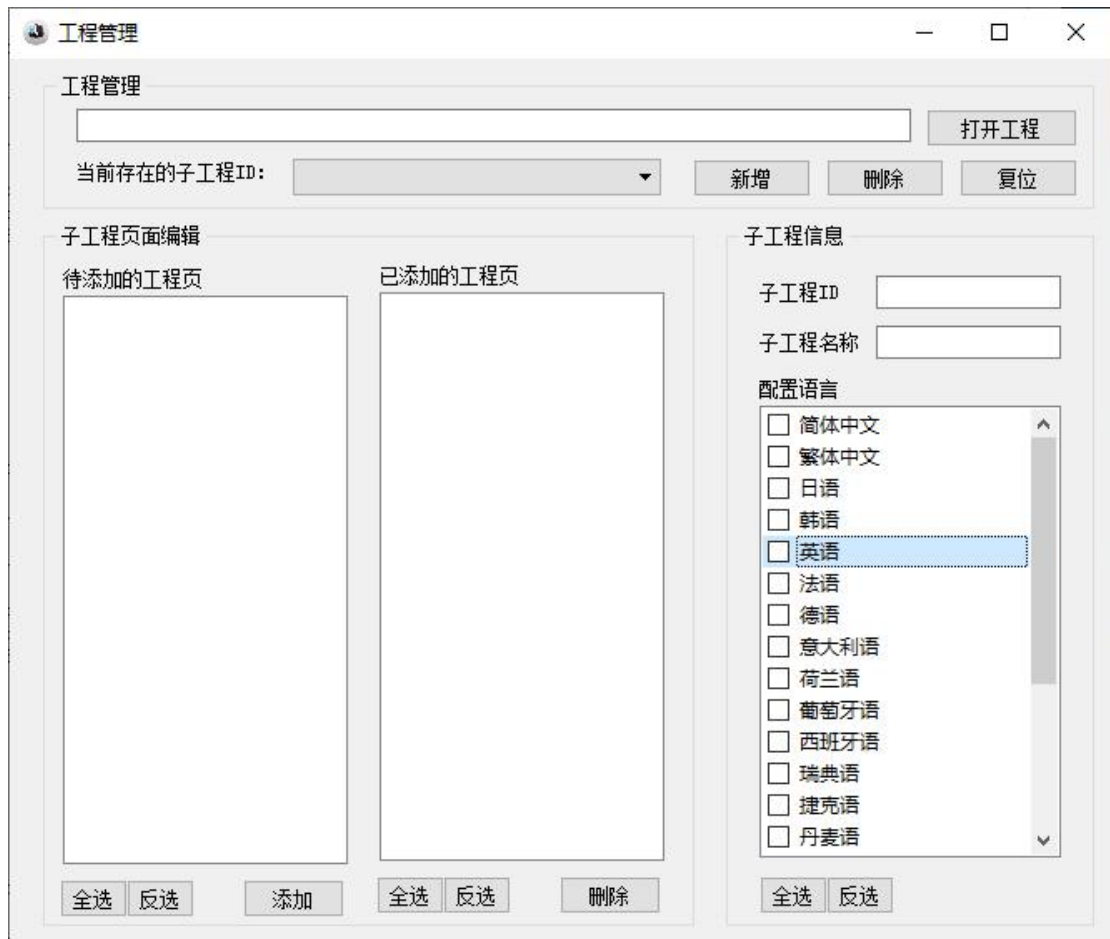 工程管理
工程管理
打开工程
当前存在的子工程ID: 新增 删除 复位
子工程页面编辑
待添加的工程页
已添加的工程页
全选 反选 添加
全选 反选 删除
子工程信息
子工程ID
子工程名称
配置语言
简体中文
繁体中文
日语
韩语
英语
法语
德语
意大利语
荷兰语
葡萄牙语
西班牙语
瑞典语
捷克语
丹麦语
全选 反选